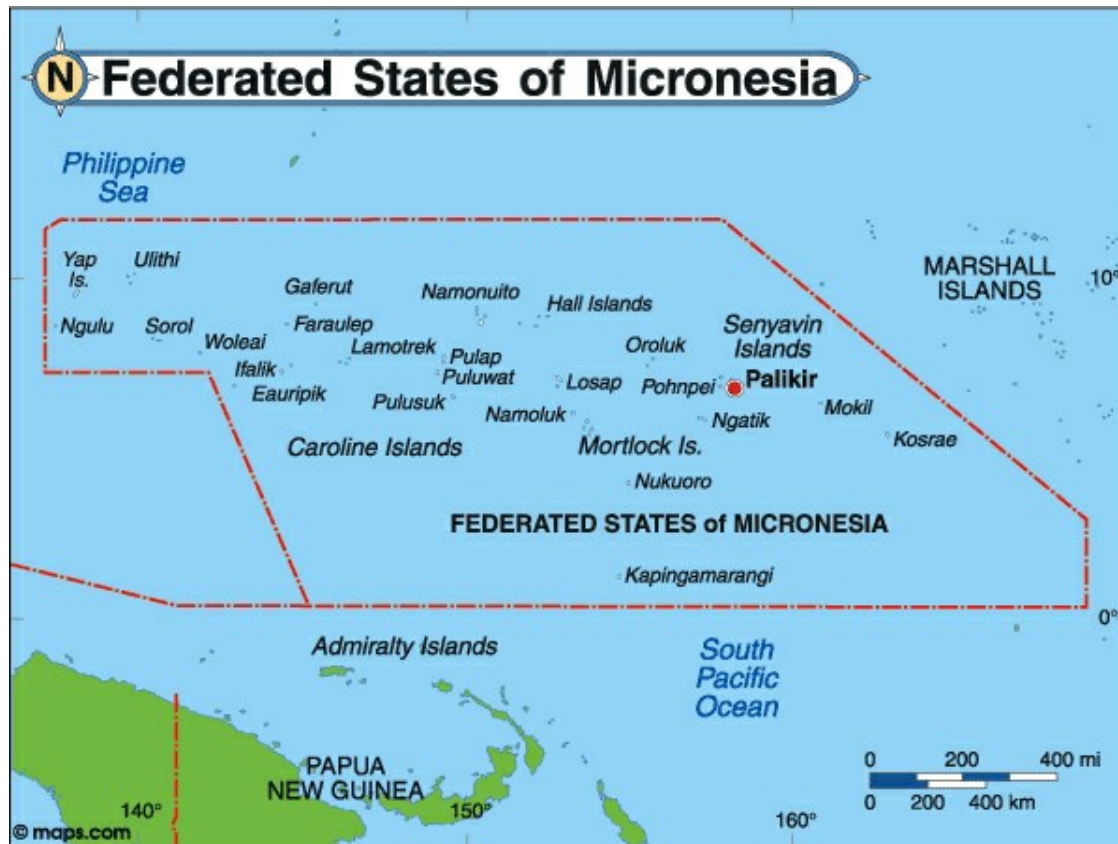 N
Federated States of Micronesia
Philippine
Sea
Yap
Is.
Ulithi
Ngulu
Sorol
Gaferut
Namonuito
Hall Islands
MARSHALL
ISLANDS
10°
Woleai
Faraulep
Lamotrek
Ifalik
Eauripik
Pulap
Puluwat
Pulusuk
Losap
Namoluk
Oroluk
Senyavin
Islands
Pohnpei
Palikir
Mokil
Ngatik
Kosrae
Caroline Islands
Mortlock Is.
Nukuoro
FEDERATED STATES of MICRONESIA
Kapingamarangi
0°
Admiralty Islands
South
Pacific
Ocean
PAPUA
NEW GUINEA
0 200 400 mi
0 200 400 km
140°
150°
160°
© maps.com